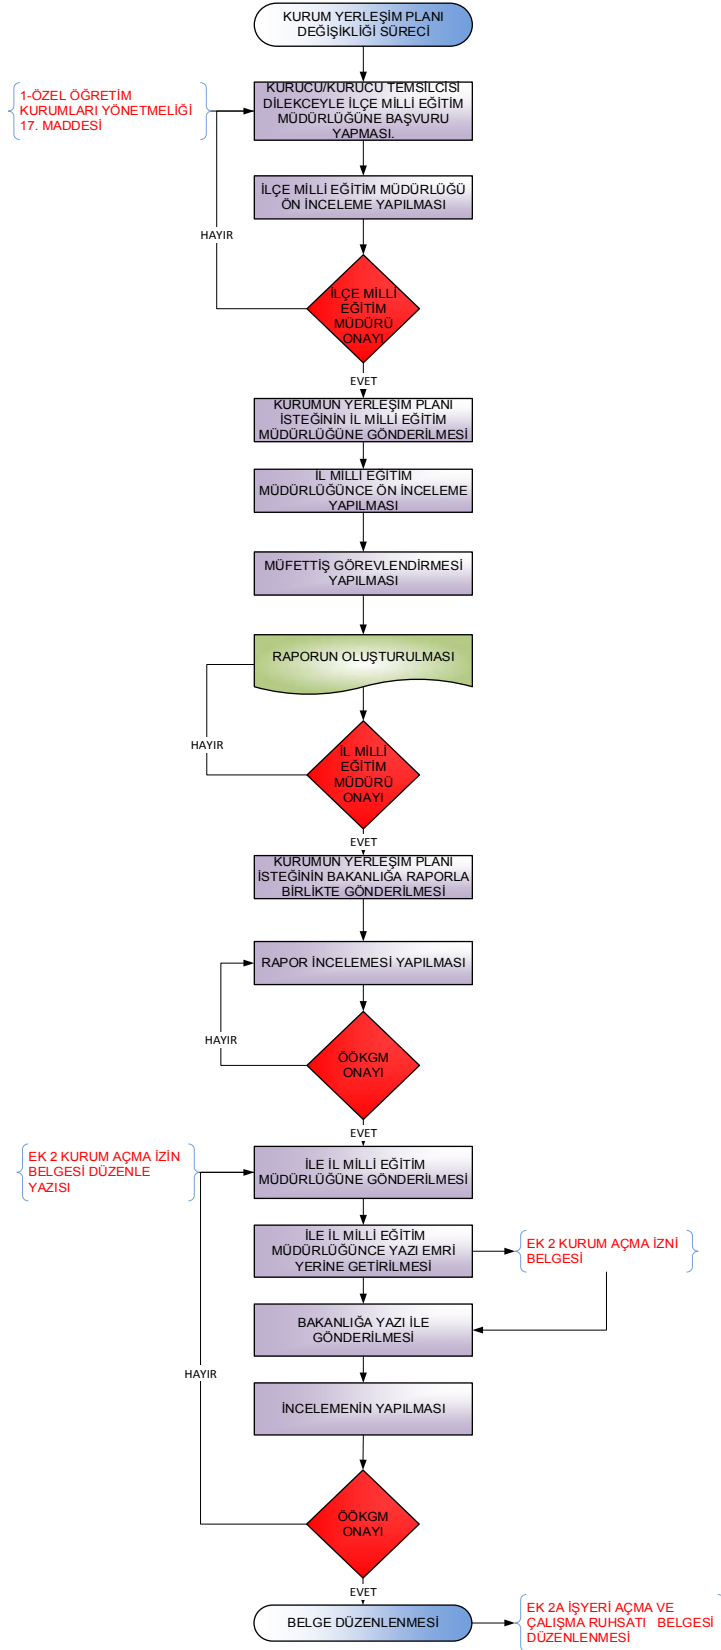 KURUM YERLEŞİM PLANI
DEĞİŞİKLİĞİ SÜRECİ
1-ÖZEL ÖĞRETİM
KURUMLARI YÖNETMELİĞİ
17. MADDESİ
KURUCU/KURUCU TEMSİLCİSİ
DİLEKCEYLE İLÇE MİLLİ EĞİTİM
MÜDÜRLÜĞÜNE BAŞVURU
YAPMASI.
İLÇE MİLLİ EĞİTİM MÜDÜRLÜĞÜ
ÖN İNCELEME YAPILMASI
HAYIR
İLÇE MİLLİ
EĞİTİM
MÜDÜRÜ
ONAYI
EVET
KURUMUN YERLEŞİM PLANI
İSTEĞİNİN İL MİLLİ EĞİTİM
MÜDÜRLÜĞÜNE GÖNDERİLMESİ
İL MİLLİ EĞİTİM
MÜDÜRLÜĞÜNCE ÖN İNCELEME
YAPILMASI
MÜFETTİŞ GÖREVLENDİRMESİ
YAPILMASI
RAPORUN OLUŞTURULMASI
HAYIR
İL MİLLİ
EĞİTİM
MÜDÜRÜ
ONAYI
EVET
KURUMUN YERLEŞİM PLANI
İSTEĞİNİN BAKANLIĞA RAPORLA
BİRLİKTE GÖNDERİLMESİ
RAPOR İNCELEMESİ YAPILMASI
HAYIR
ÖÖKGM
ONAYI
EVET
EK 2 KURUM AÇMA İZİN
BELGESİ DÜZENLE
YAZISI
İLE İL MİLLİ EĞİTİM
MÜDÜRLÜĞÜNE GÖNDERİLMESİ
İLE İL MİLLİ EĞİTİM
MÜDÜRLÜĞÜNCE YAZI EMRİ
YERİNE GETİRİLMESİ
EK 2 KURUM AÇMA İZNİ
BELGESİ
BAKANLIĞA YAZI İLE
GÖNDERİLMESİ
HAYIR
İNCELEMENİN YAPILMASI
ÖÖKGM
ONAYI
EVET
BELGE DÜZENLENMESİ
EK 2A İŞYERİ AÇMA VE
ÇALIŞMA RUHSATI BELGESİ
DÜZENLENMESİ